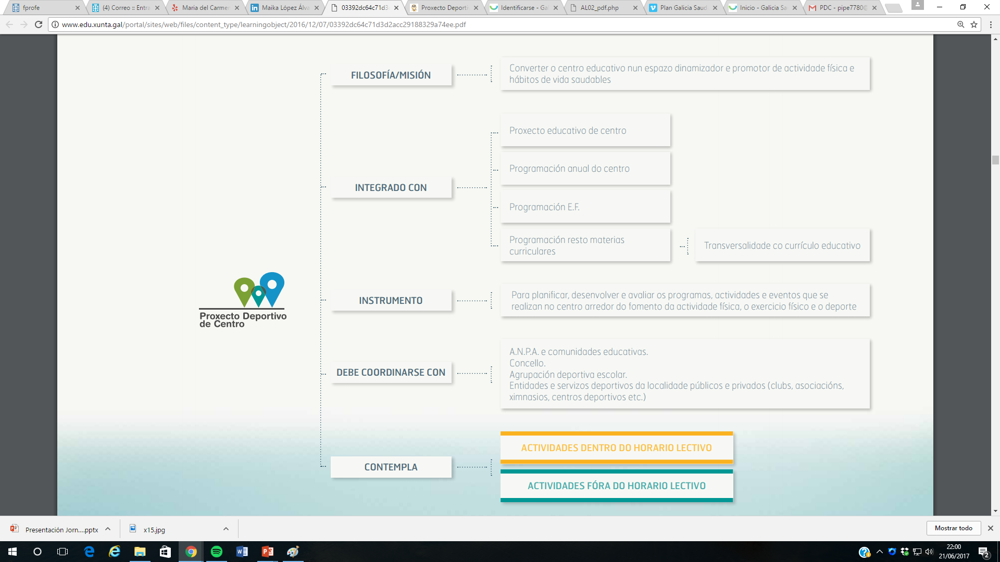 fprofe
(4) Correo :: Entra
Maria del Carmen
Maika López Álva
03392dc64c71d3
Proxecto Deporti
Identificarse - Ga
AL02_pdf.php
Plan Galicia Saud
Inicio - Galicia Sa
PDC - pipe7780@
www.edu.xunta.gal/portal/sites/web/files/content_type/learningobject/2016/12/07/03392dc64c71d3d2acc29188329a74ee.pdf
FILOSOFÍA/MISIÓN
Converter o centro educativo nun espazo dinamizador e promotor de actividade física e
hábitos de vida saudables
INTEGRADO CON
Proxecto educativo de centro
Programación anual do centro
Programación E.F.
Programación resto materias
curriculares
Transversalidade co currículo educativo
Proxecto Deportivo
de Centro
INSTRUMENTO
Para planificar, desenvolver e avaliar os programas, actividades e eventos que se
realizan no centro arredor do fomento da actividade física, o exercicio físico e o deporte
DEBE COORDINARSE CON
A.N.P.A. e comunidades educativas.
Concello.
Agrupación deportiva escolar.
Entidades e servizos deportivos da localidade públicos e privados (clubs, asociacións,
ximnasios, centros deportivos etc.)
CONTEMPLA
ACTIVIDADES DENTRO DO HORARIO LECTIVO
ACTIVIDADES FÓRA DO HORARIO LECTIVO
Presentación Jorn....pptx
x15.jpg
Mostrar todo
22:00
21/06/2017
2